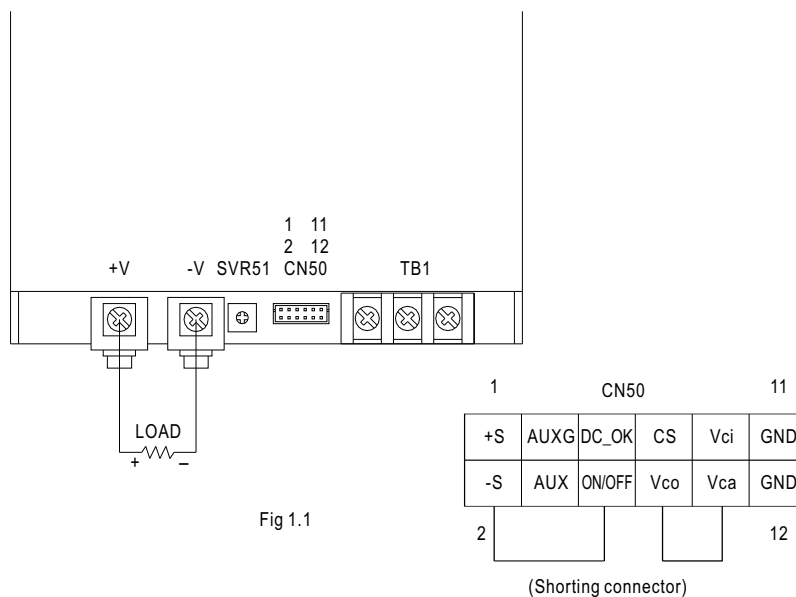 1 11
2 12
+V -V SVR51 CN50 TB1
LOAD
+ –
Fig 1.1
1 CN50 11
+S AUXG DC_OK CS Vci GND
-S AUX ON/OFF Vco Vca GND
2 12
(Shorting connector)